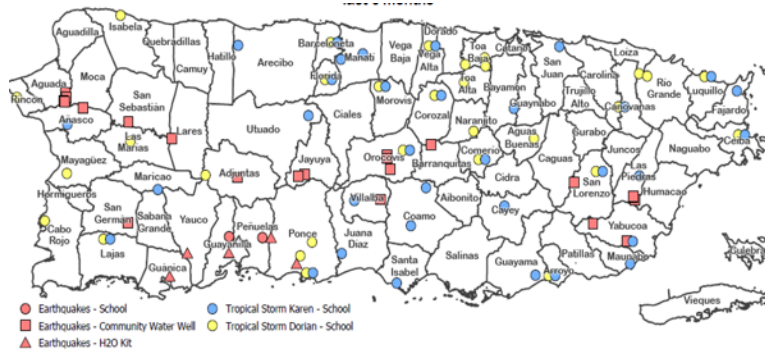 last 6 months
Isabela
Aguadilla
Quebradillas
Camuy
Hatillo
Arecibo
Barceloneta
Manatí
Florida
Vega
Baja
Dorado
Vega
Alta
Toa
Baja
Toa
Alta
Cataño
Bayamón
San
Juan
Guaynabo
Carolina
Trujillo
Alto
Loiza
Canóvanas
Rio
Grande
Luquillo
Fajardo
Ceiba
Rincón
Aguada
Moca
San
Sebastián
Añasco
Las
Marías
Lares
Utuado
Ciales
Morovis
Corozal
Naranjito
Aguas
Buenas
Comerío
Cidra
Caguas
Gurabo
Juncos
Las
Piedras
Naguabo
Humacao
San
Lorenzo
Mayagüez
Maricao
Adjuntas
Jayuya
Orocovis
Barranquitas
Aibonito
Cayey
Hormigueros
Cabo
Rojo
San
Germán
Sabana
Grande
Yauco
Lajas
Guánica
Guayanilla
Peñuelas
Ponce
Villalba
Juana
Díaz
Coamo
Santa
Isabel
Salinas
Guayama
Arroyo
Patillas
Yabucoa
Maunabo
Culebra
Vieques
Earthquakes - School
Earthquakes - Community Water Well
Earthquakes - H2O Kit
Tropical Storm Karen - School
Tropical Storm Dorian - School